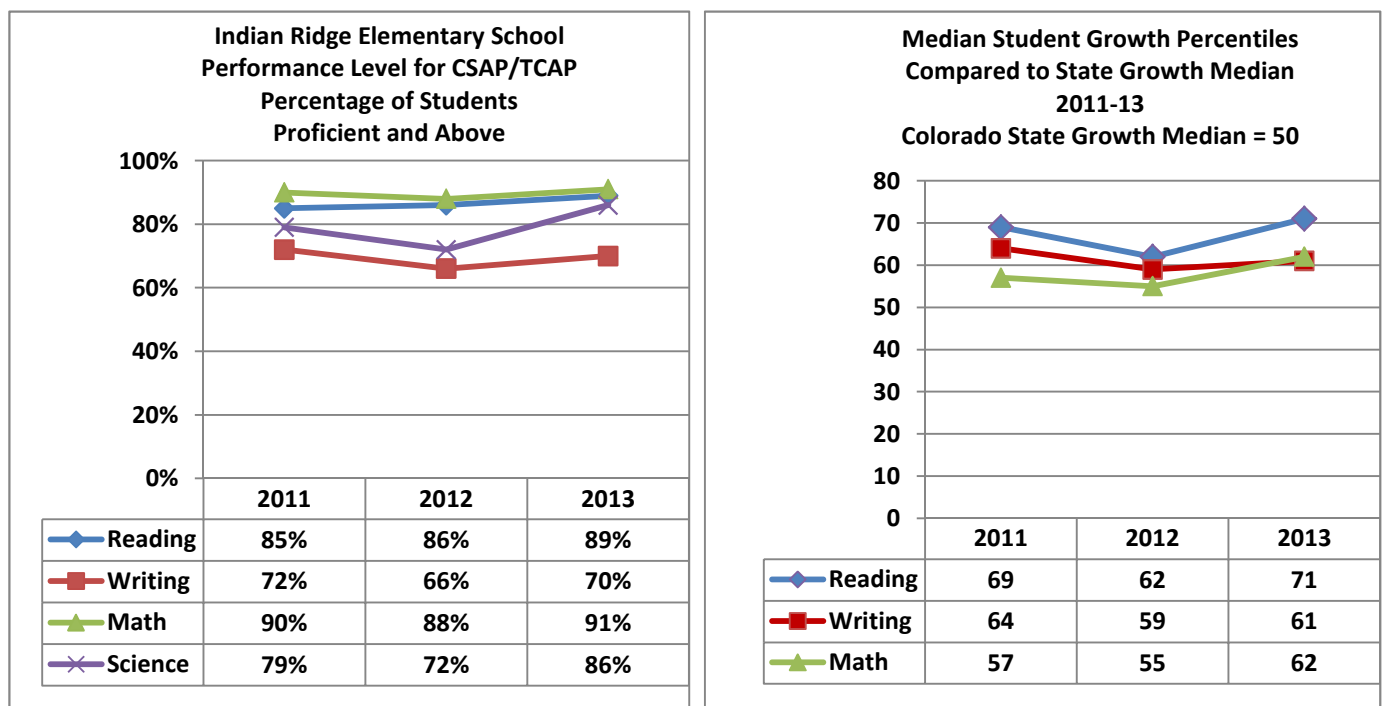 Indian Ridge Elementary School
Performance Level for CSAP/TCAP
Percentage of Students
Proficient and Above
100%
80%
60%
40%
20%
0%
2011 2012 2013
Reading 85% 86% 89%
Writing 72% 66% 70%
Math 90% 88% 91%
Science 79% 72% 86%
Median Student Growth Percentiles
Compared to State Growth Median
2011-13
Colorado State Growth Median = 50
80
70
60
50
40
30
20
10
0
2011 2012 2013
Reading 69 62 71
Writing 64 59 61
Math 57 55 62